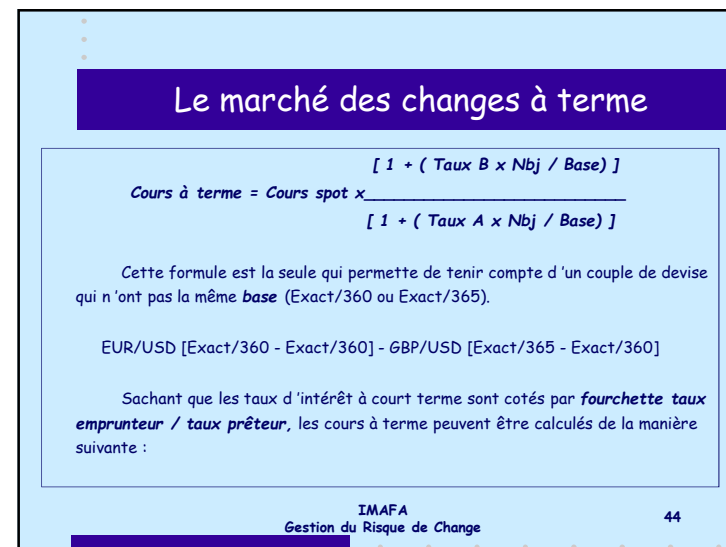 Le marché des changes à terme
[ 1 + ( Taux B x Nbj / Base) ]
Cours à terme = Cours spot x__________________________
[ 1 + ( Taux A x Nbj / Base) ]
Cette formule est la seule qui permette de tenir compte d 'un couple de devise
qui n 'ont pas la même base (Exact/360 ou Exact/365).
EUR/USD [Exact/360 - Exact/360] - GBP/USD [Exact/365 - Exact/360]
Sachant que les taux d 'intérêt à court terme sont cotés par fourchette taux
emprunteur / taux prêteur, les cours à terme peuvent être calculés de la manière
suivante :
IMAFA
Gestion du Risque de Change
44